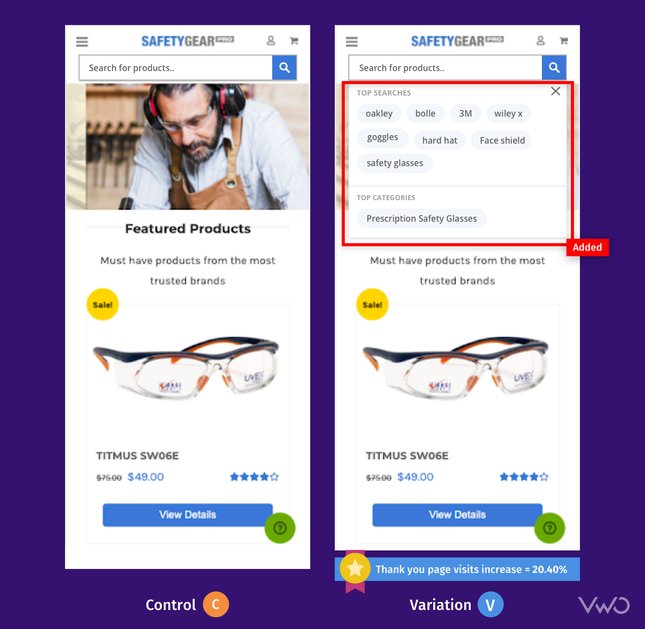 SAFETYGEAR PRO
Search for products..
Featured Products
Must have products from the most
trusted brands
Sale!
UVEX
TITMUS SW06E
$75.00 $49.00
View Details
Control C
SAFETYGEAR PRO
Search for products..
TOP SEARCHES
oakley bolle 3M wiley x
goggles hard hat Face shield
safety glasses
TOP CATEGORIES
Prescription Safety Glasses
Added
Must have products from the most
trusted brands
Sale!
UVEX
TITMUS SW06E
$75.00 $49.00
View Details
Thank you page visits increase = 20.40%
Variation V
VWO